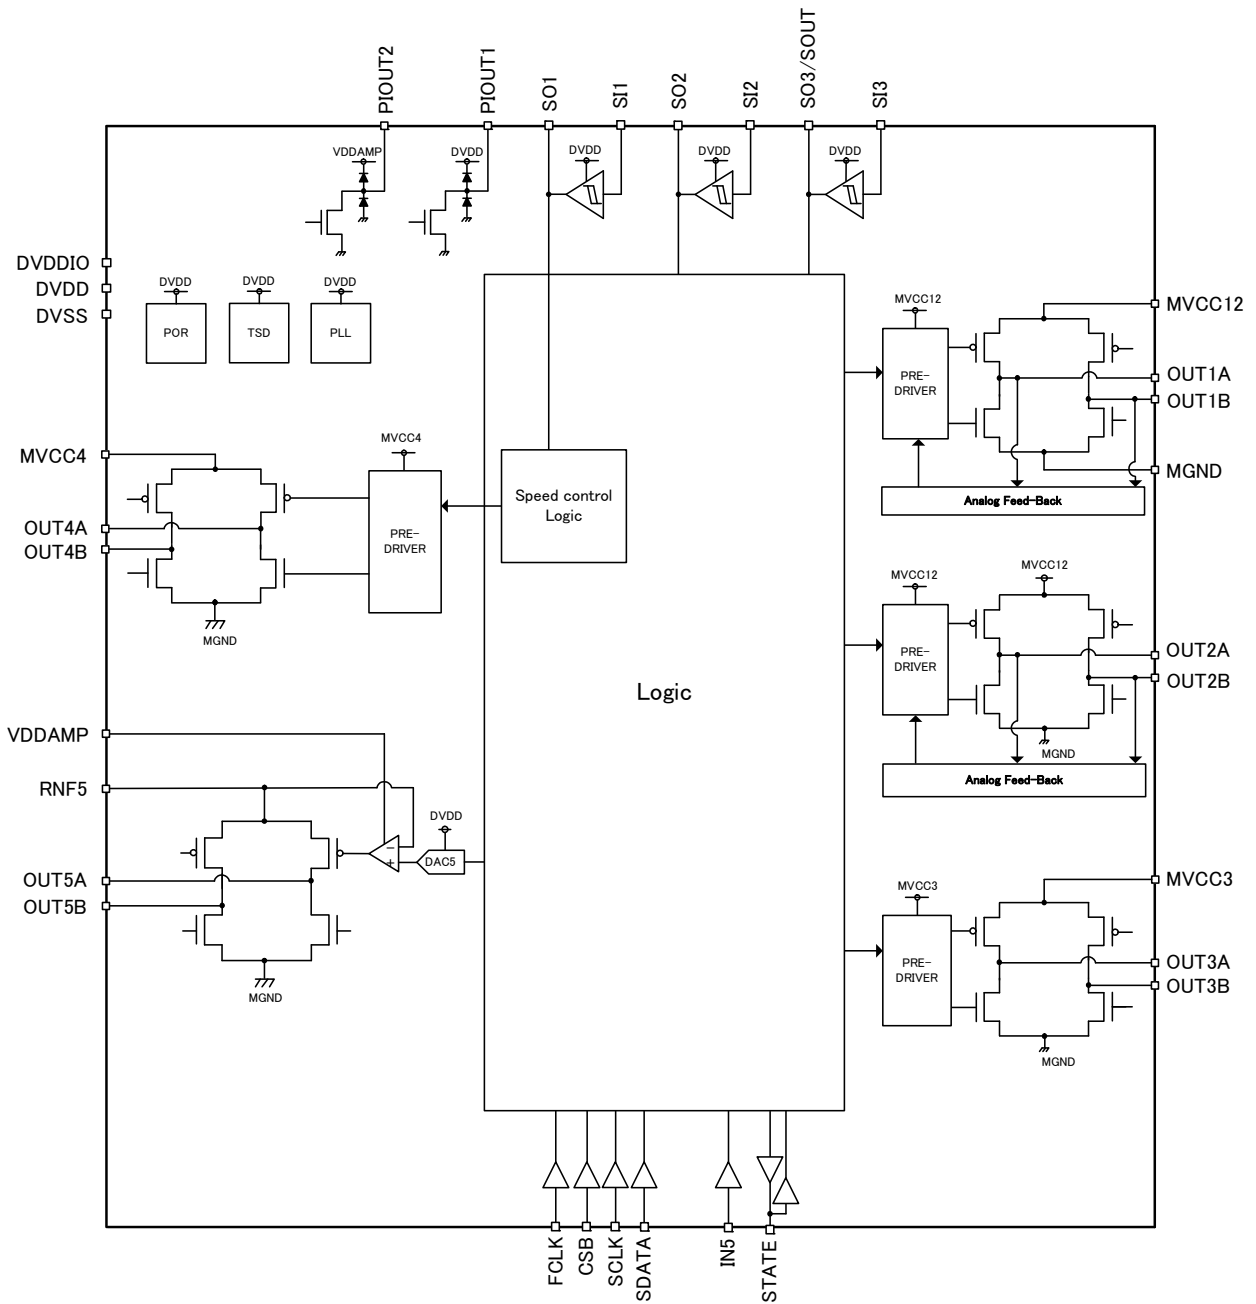 PIOUT2
PIOUT1
SO1
SI1
SO2
SI2
SO3/SOUT
SI3
VDDAMP
DVDD
DVDD
DVDD
DVDD
DVDDIO
DVDD
DVSS
DVDD
DVDD
DVDD
POR
TSD
PLL
MVCC12
MVCC12
PRE-
DRIVER
OUT1A
OUT1B
MGND
Analog Feed-Back
MVCC4
MVCC4
Speed control
Logic
OUT4A
OUT4B
PRE-
DRIVER
MGND
MVCC12
MVCC12
PRE-
DRIVER
OUT2A
OUT2B
MGND
Analog Feed-Back
Logic
VDDAMP
RNF5
DVDD
-
+
DAC5
OUT5A
OUT5B
MGND
MVCC3
MVCC3
PRE-
DRIVER
OUT3A
OUT3B
MGND
FCLK
CSB
SCLK
SDATA
IN5
STATE